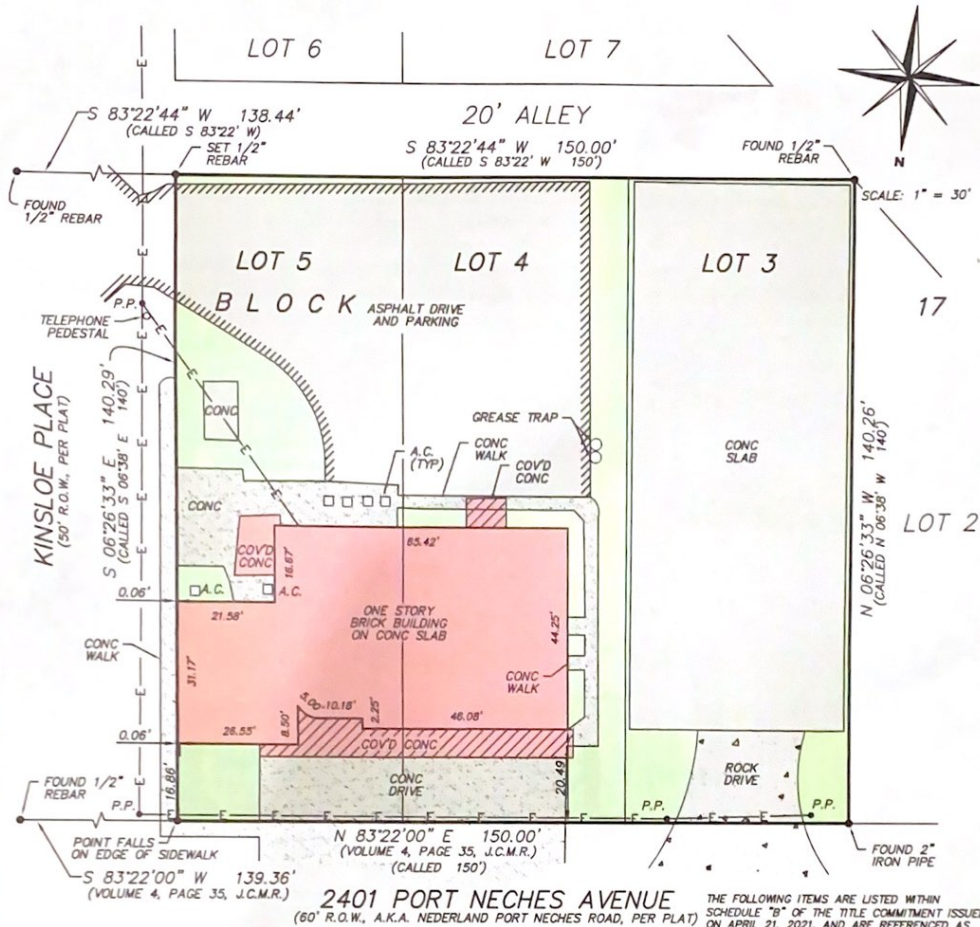 LOT 6
LOT 7
S 83°22'44" W 138.44'
(CALLED S 83°22' W)
20' ALLEY
SET 1/2"
REBAR
S 83°22'44" W 150.00'
(CALLED S 83°22' W 150')
FOUND 1/2"
REBAR
N
SCALE: 1" = 30'
FOUND
1/2" REBAR
LOT 5
LOT 4
LOT 3
BLOCK
17
ASPHALT DRIVE
AND PARKING
P.P.
TELEPHONE
PEDESTAL
KINSLOE PLACE
(50' R.O.W., PER PLAT)
S 06°26'33" E 140.29'
(CALLED S 06°38' E 140')
CONC
GREASE TRAP
A.C.
(TYP)
CONC
WALK
COV'D
CONC
CONC
SLAB
N 06°26'33" W 140.26'
(CALLED N 06°38' W 140')
LOT 2
CONC
COV'D
CONC
16.67'
65.42'
A.C.
A.C.
0.06'
21.58'
ONE STORY
BRICK BUILDING
ON CONC SLAB
44.25'
CONC
WALK
31.17'
CONC
WALK
10.16'
2.25'
46.08'
26.55'
8.50'
0.06'
COV'D CONC
16.86'
CONC
DRIVE
20.49'
ROCK
DRIVE
FOUND 1/2"
REBAR
P.P.
P.P.
P.P.
E
POINT FALLS
ON EDGE OF SIDEWALK
N 83°22'00" E 150.00'
(VOLUME 4, PAGE 35, J.C.M.R.)
(CALLED 150')
FOUND 2"
IRON PIPE
S 83°22'00" W 139.36'
(VOLUME 4, PAGE 35, J.C.M.R.)
2401 PORT NECHES AVENUE
(60' R.O.W., A.K.A. NEDERLAND PORT NECHES ROAD, PER PLAT)
THE FOLLOWING ITEMS ARE LISTED WITHIN
SCHEDULE "B" OF THE TITLE COMMITMENT ISSUED
ON APRIL 21, 2021, AND ARE REFERENCED AS